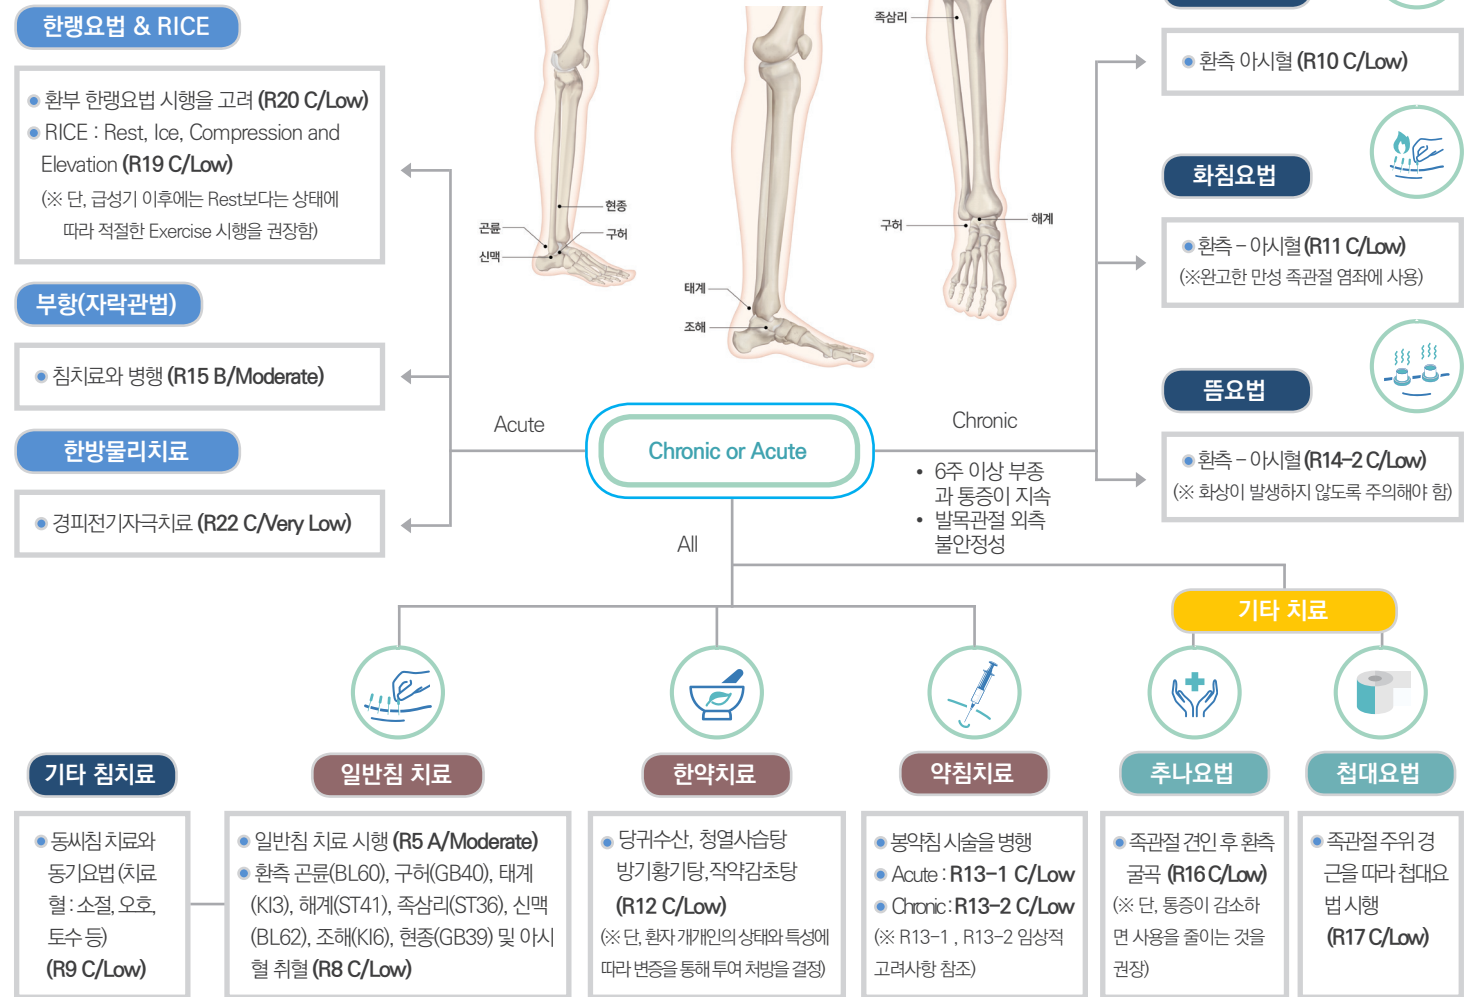 한랭요법 & RICE
환부 한랭요법 시행을 고려 (R20 C/Low)
RICE : Rest, Ice, Compression and
Elevation (R19 C/Low)
(※ 단, 급성기 이후에는 Rest보다는 상태에
따라 적절한 Exercise 시행을 권장함)
부항(자락관법)
침치료와 병행 (R15 B/Moderate)
한방물리치료
경피전기자극치료 (R22 C/Very Low)
현종
곤륜
구허
신맥
태계
조해
족삼리
구허
해계
환측 아시혈 (R10 C/Low)
화침요법
환측 – 아시혈 (R11 C/Low)
(※완고한 만성 족관절 염좌에 사용)
뜸요법
환측 – 아시혈 (R14-2 C/Low)
(※ 화상이 발생하지 않도록 주의해야 함)
Acute
Chronic or Acute
Chronic
• 6주 이상 부종
과 통증이 지속
• 발목관절 외측
불안정성
All
기타 치료
기타 침치료
동씨침 치료와
동기요법 (치료
혈 : 소절, 오호,
토수 등)
(R9 C/Low)
일반침 치료
일반침 치료 시행 (R5 A/Moderate)
환측 곤륜(BL60), 구허(GB40), 태계
(KI3), 해계(ST41), 족삼리(ST36), 신맥
(BL62), 조해(KI6), 현종(GB39) 및 아시
혈 취혈 (R8 C/Low)
한약치료
당귀수산, 청열사습탕
방기황기탕,작약감초탕
(R12 C/Low)
(※ 단, 환자 개개인의 상태와 특성에
따라 변증을 통해 투여 처방을 결정)
약침치료
봉약침 시술을 병행
Acute : R13-1 C/Low
Chronic : R13-2 C/Low
(※ R13-1 , R13-2 임상적
고려사항 참조)
추나요법
족관절 견인 후 환측
굴곡 (R16 C/Low)
(※ 단, 통증이 감소하
면 사용을 줄이는 것을
권장)
첩대요법
족관절 주위 경
근을 따라 첩대요
법 시행
(R17 C/Low)